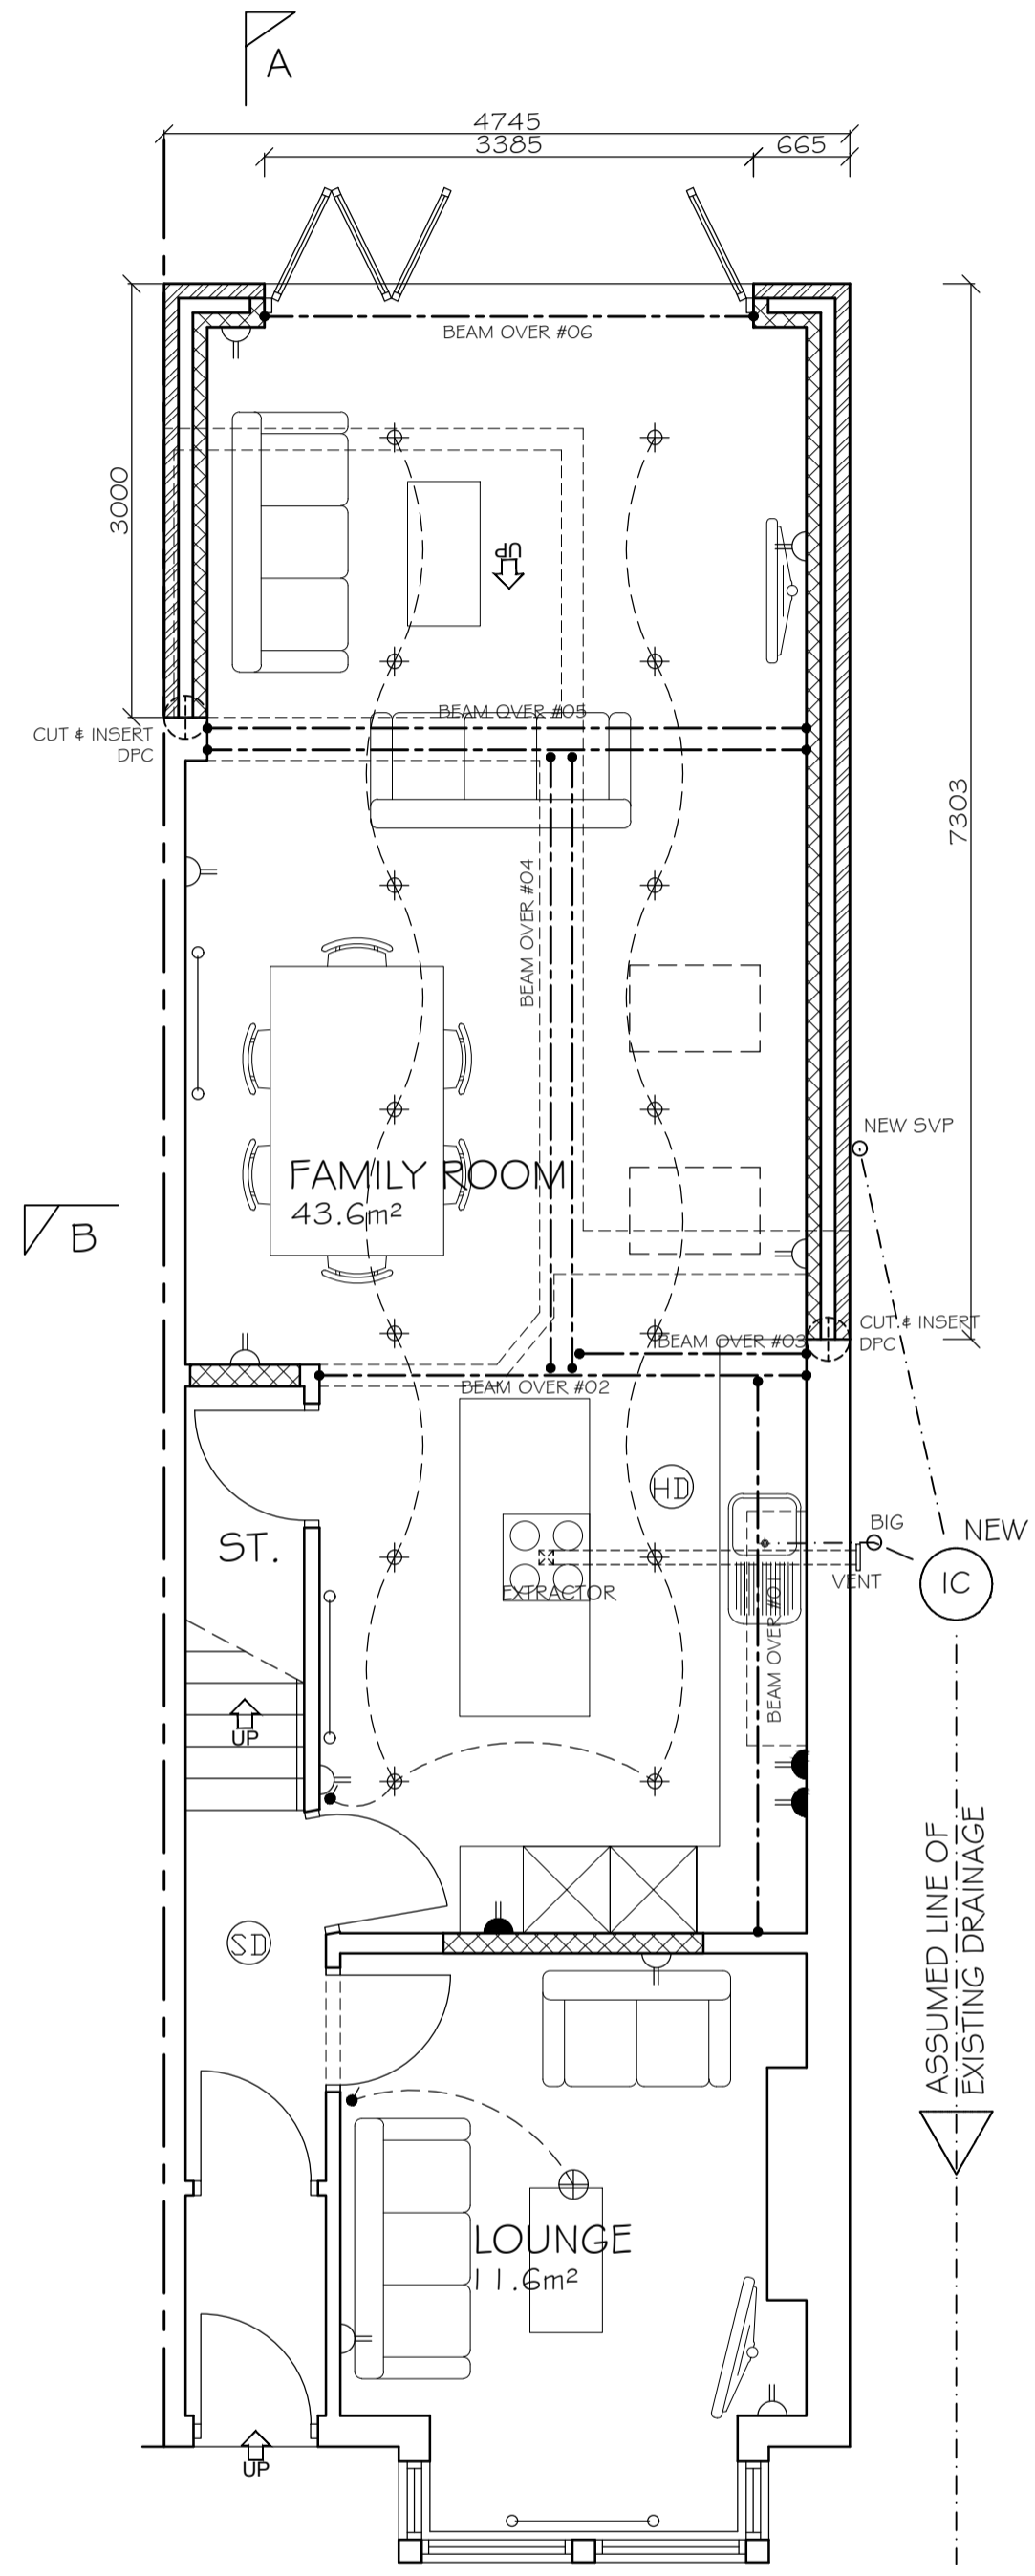 A
4745
3385
665
BEAM OVER #06
3000
UP
BEAM OVER #05
CUT & INSERT
DPC
7303
BEAM OVER #04
NEW SVP
FAMILY ROOM
43.6m²
B
CUT & INSERT
DPC
BEAM OVER #03
BEAM OVER #02
HD
ST.
BIG
NEW
IC
VENT
EXTRACTOR
BEAM OVER #01
UP
ASSUMED LINE OF
EXISTING DRAINAGE
SD
LOUNGE
11.6m²
UP